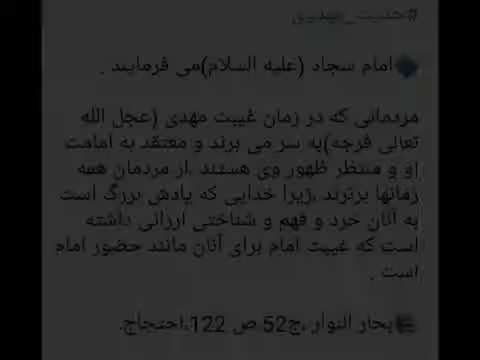 #حدیث_مهدوی
امام سجاد (علیه السلام)می فرمایند .
مردمانی که در زمان غیبت مهدی (عجل الله
تعالی فرجه)به سر می برند و معتقد به امامت
او و منتظر ظهور وی هستند ،از مردمان همه
زمانها برترند ،زیرا خدایی که یادش بزرگ است
به آنان خرد و فهم و شناختی ارزانی داشته
است که غیبت امام برای آنان مانند حضور امام
است .
بحار النوار ،ج52 ص 122،احتجاج.